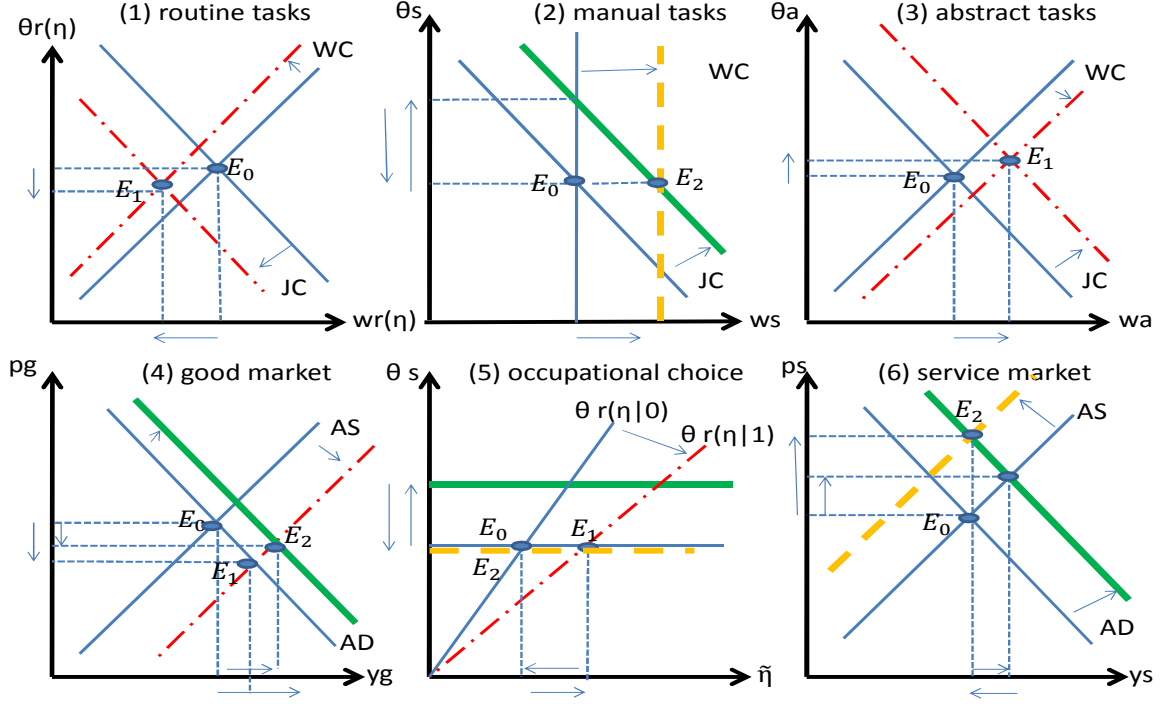 (1) routine tasks
θr(η)
WC
E₀
E₁
JC
wr(η)
(2) manual tasks
θs
WC
E₀
E₂
JC
ws
(3) abstract tasks
θa
WC
E₁
E₀
JC
wa
(4) good market
pg
AS
E₀
E₂
E₁
AD
yg
(5) occupational choice
θ s
θ r(η|0)
θ r(η|1)
E₀
E₁
E₂
η̃
(6) service market
ps
AS
E₂
E₀
AD
ys